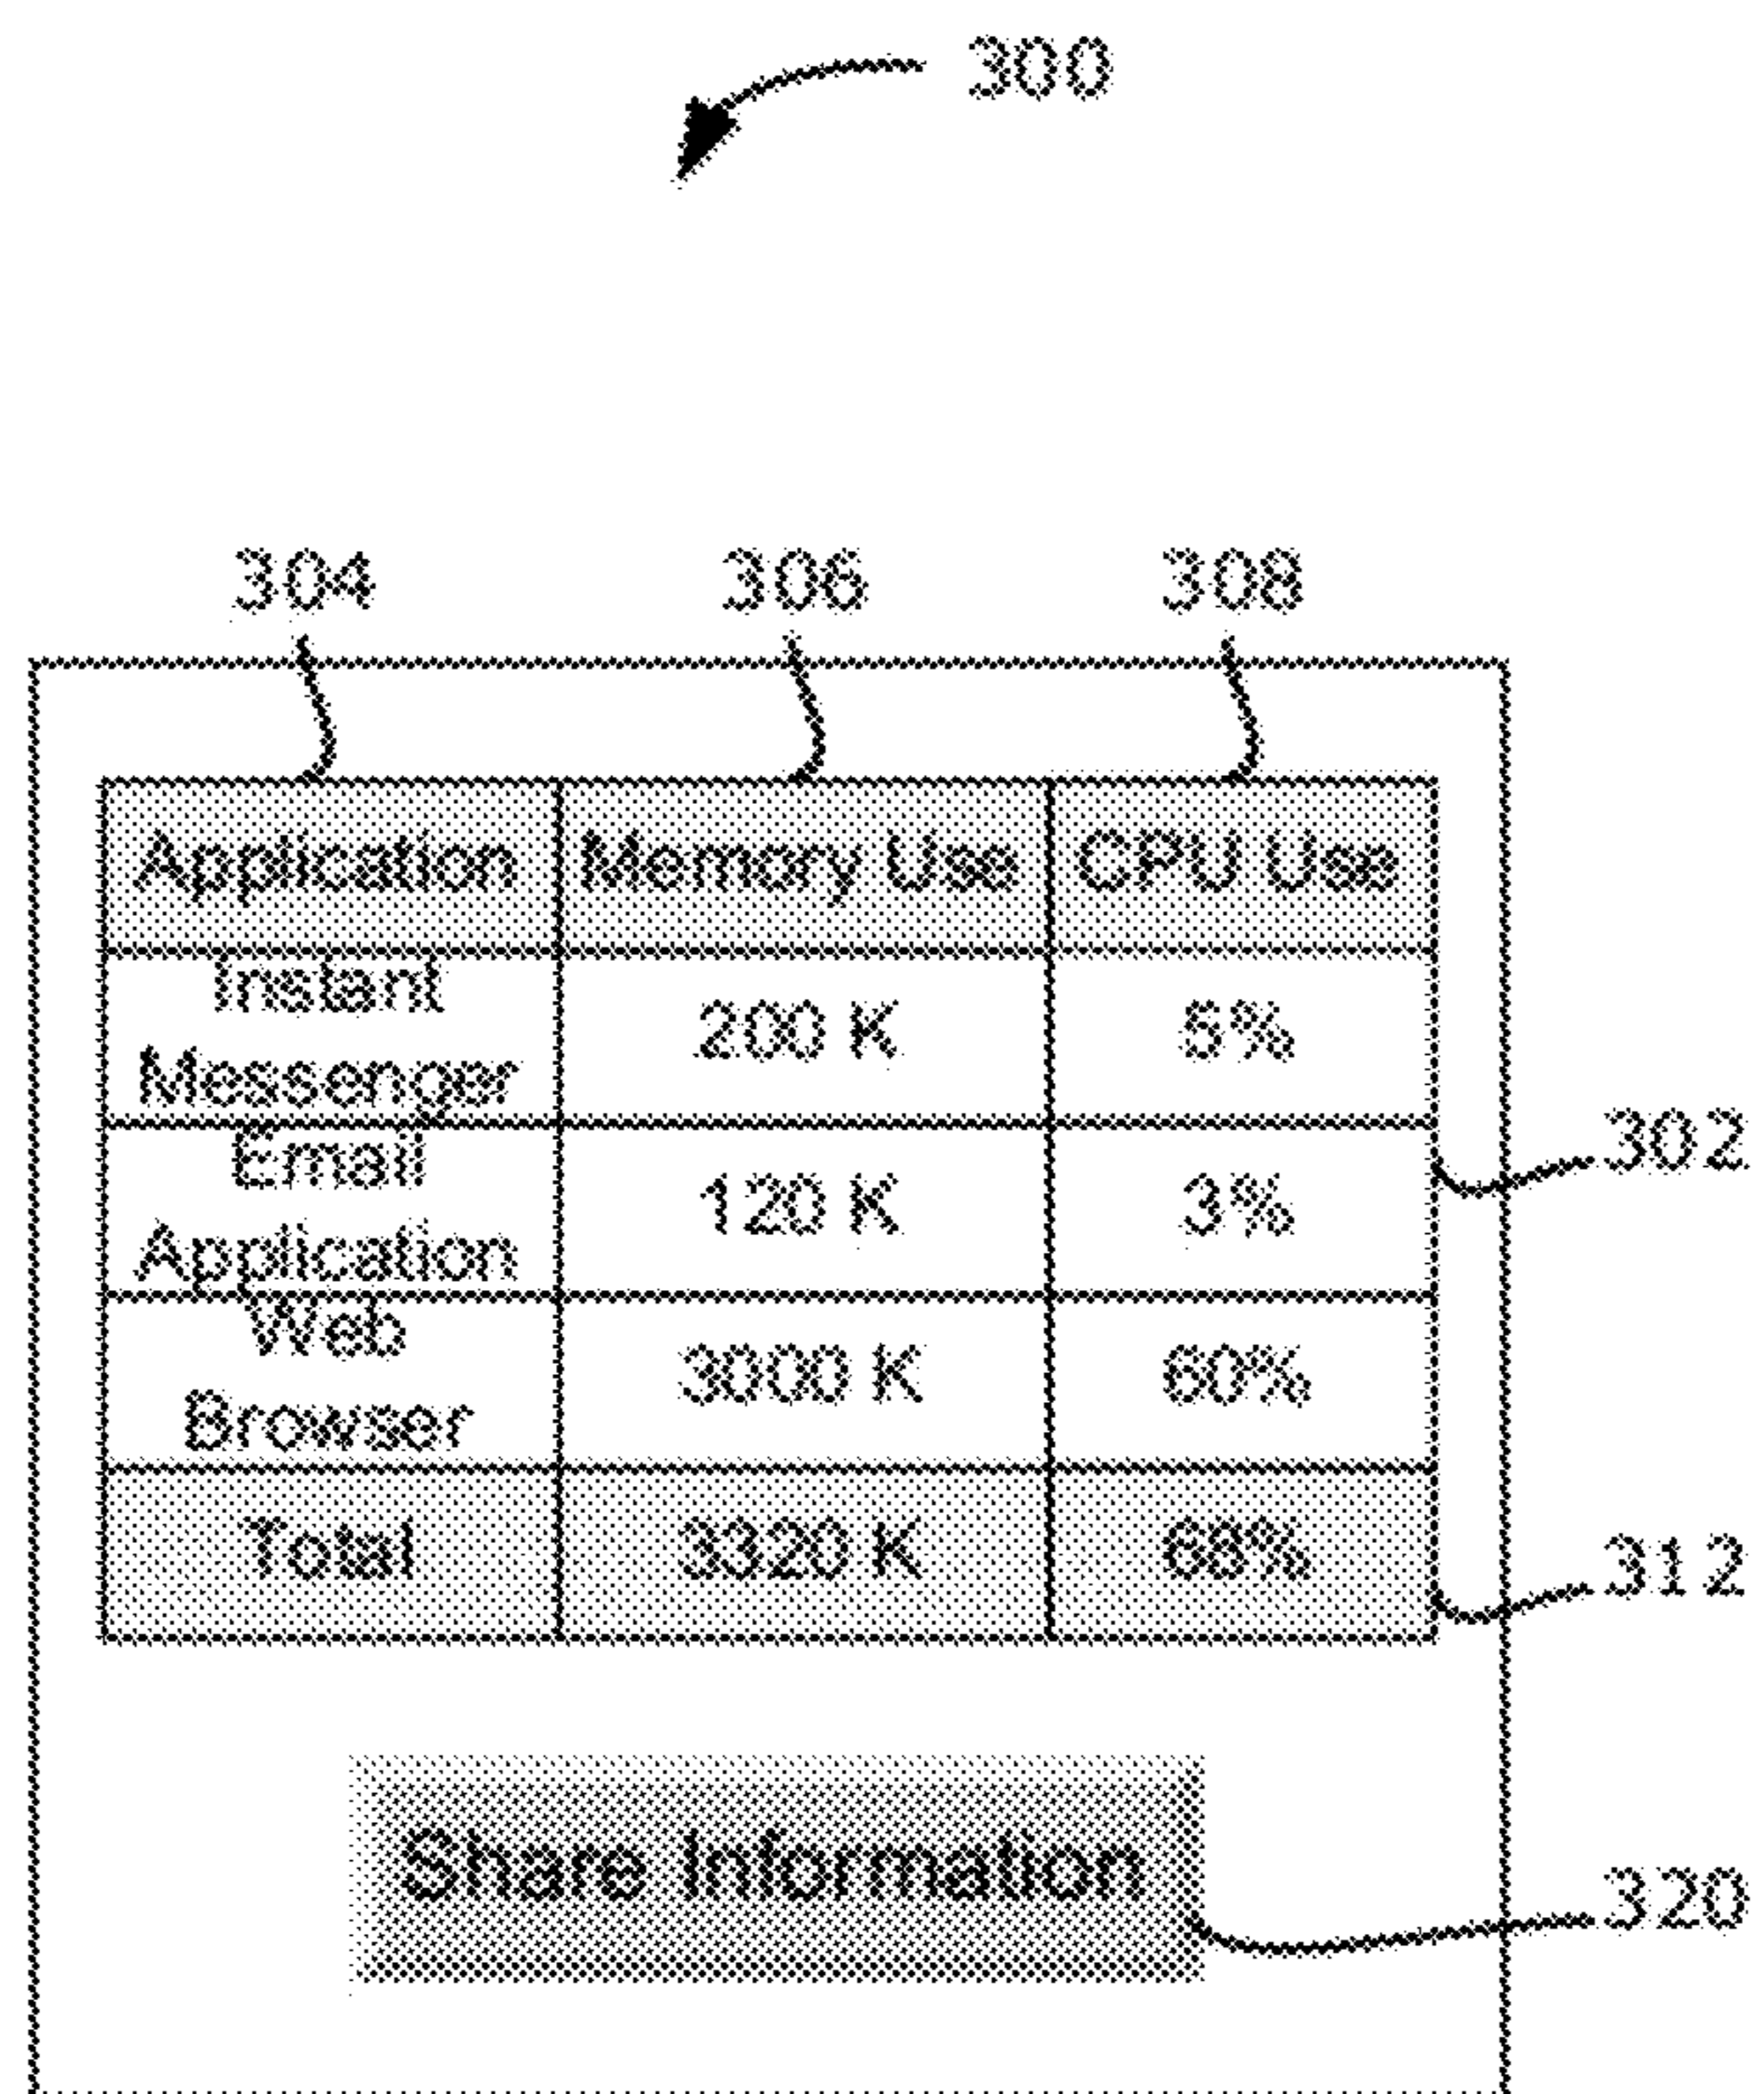 300
304 306 308
Application Memory Use CPU Use
Instant
Messenger 200 K 5%
302
Email
Application 120 K 3%
Web
Browser 3000 K 60%
Total 3320 K 68%
312
Share Information
320